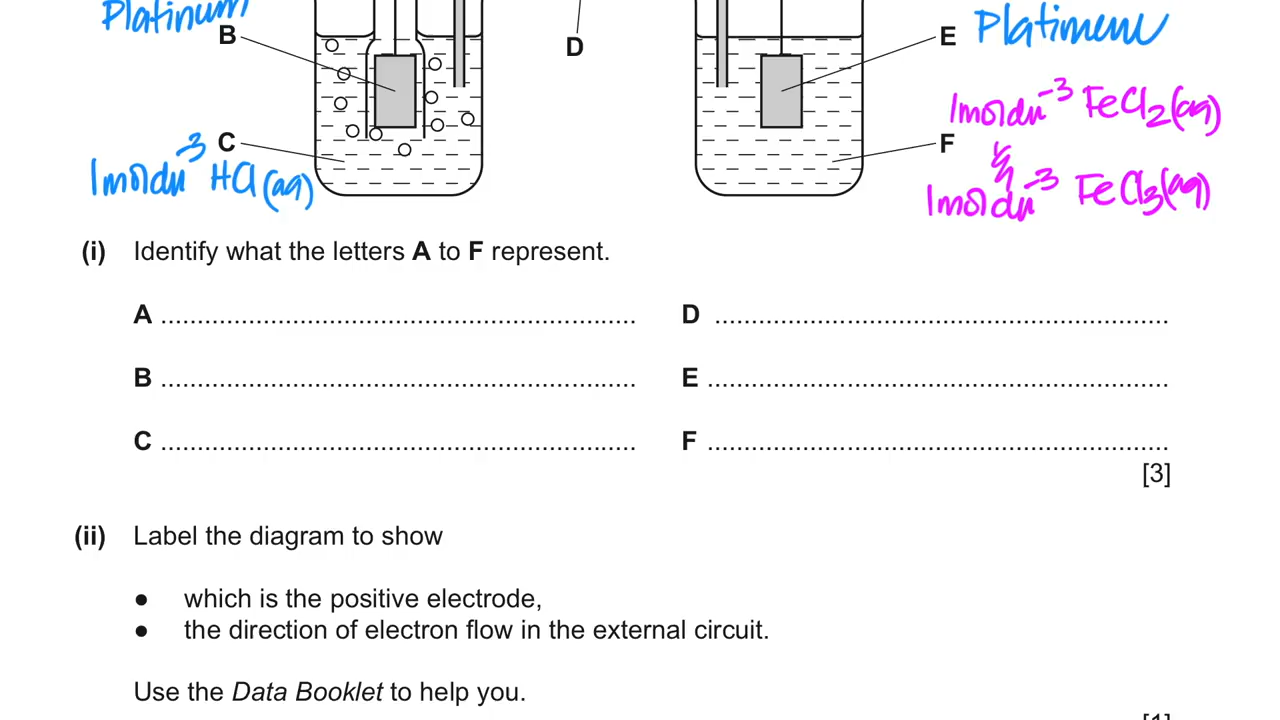 Platinum
B
D
E Platimenu
1moldm⁻³ FeCl₂(aq)
C
F
&
1moldm⁻³ HCl(aq)
1moldm⁻³ FeCl₃(aq)
(i) Identify what the letters A to F represent.
A ................................................................ D ..............................................................
B ................................................................ E ...............................................................
C ................................................................ F ...............................................................
[3]
(ii) Label the diagram to show
● which is the positive electrode,
● the direction of electron flow in the external circuit.
Use the Data Booklet to help you.
[1]